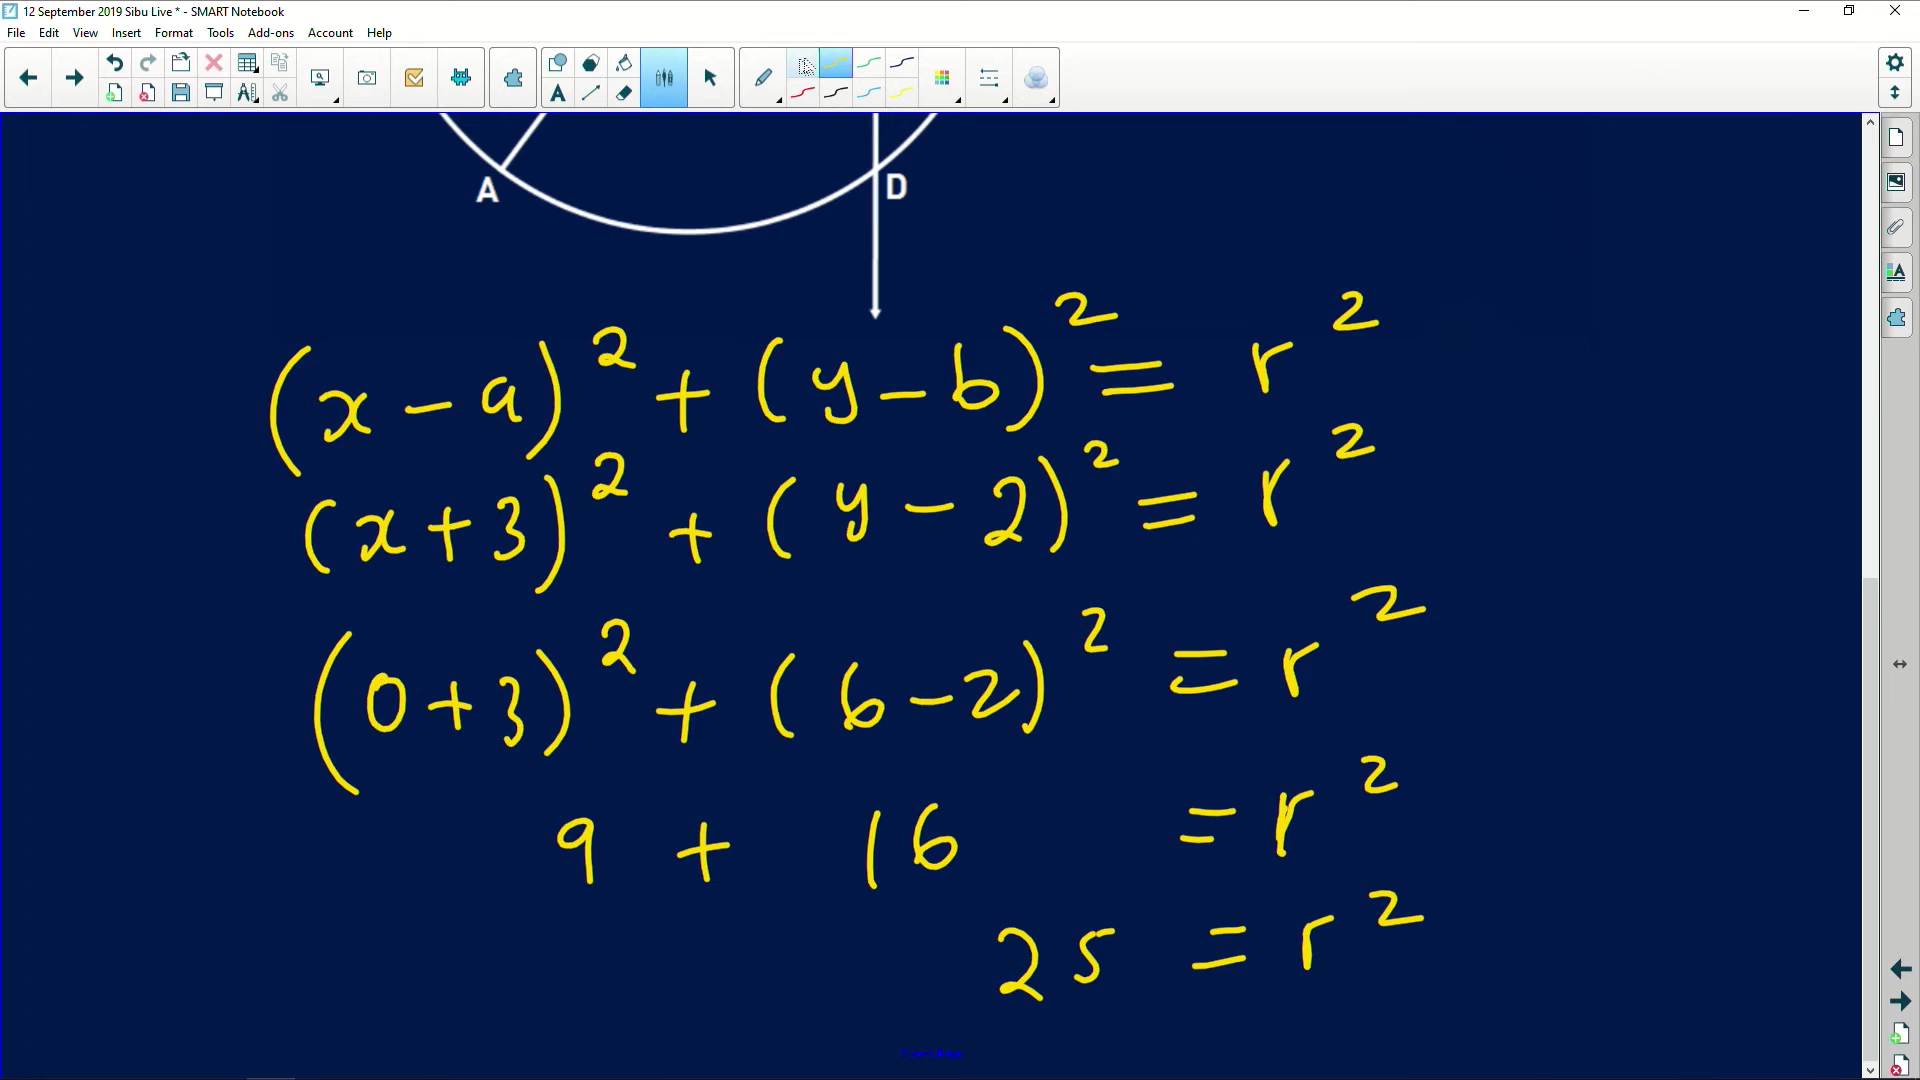 12 September 2019 Sibu Live * - SMART Notebook
File Edit View Insert Format Tools Add-ons Account Help
A
D
(x - a)² + (y - b)² = r²
(x + 3)² + (y - 2)² = r²
(0 + 3)² + (6 - 2)² = r²
9 + 16 = r²
25 = r²